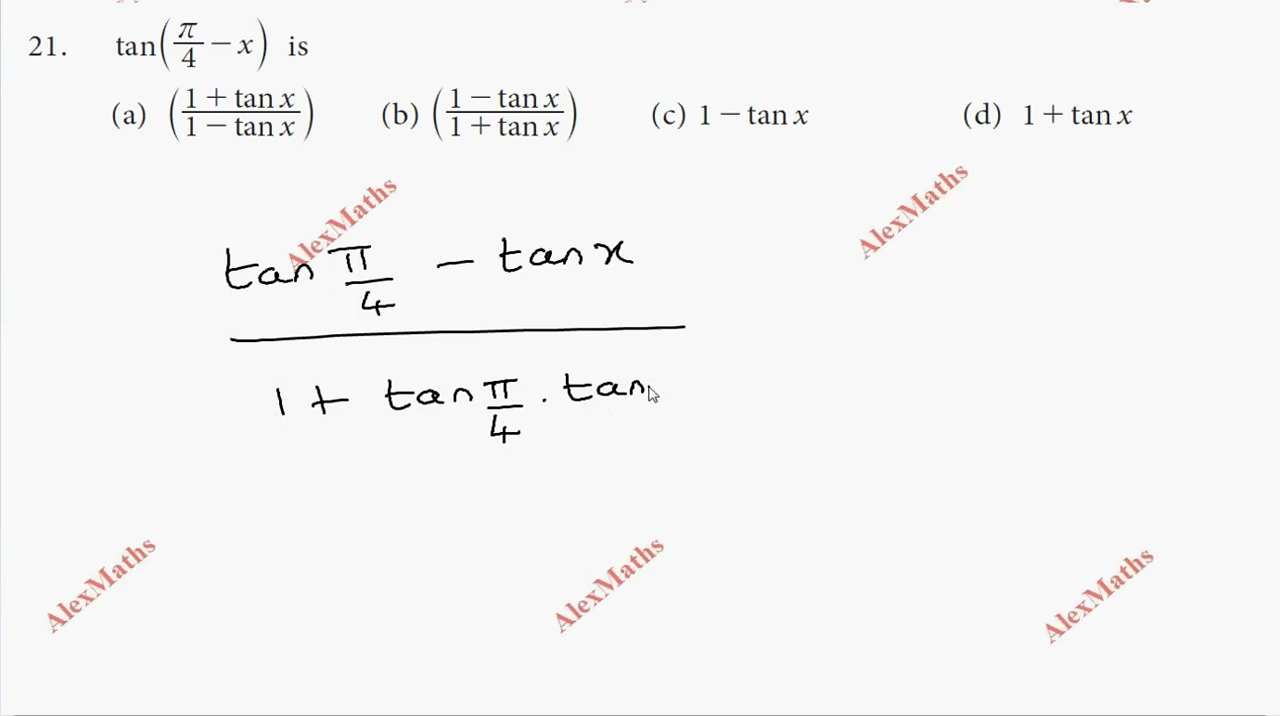 21. tan(π/4 − x) is
(a) ((1 + tan x)/(1 − tan x)) (b) ((1 − tan x)/(1 + tan x)) (c) 1 − tan x (d) 1 + tan x
AlexMaths
AlexMaths
tan π/4 − tan x
1 + tan π/4 . tan
AlexMaths
AlexMaths
AlexMaths